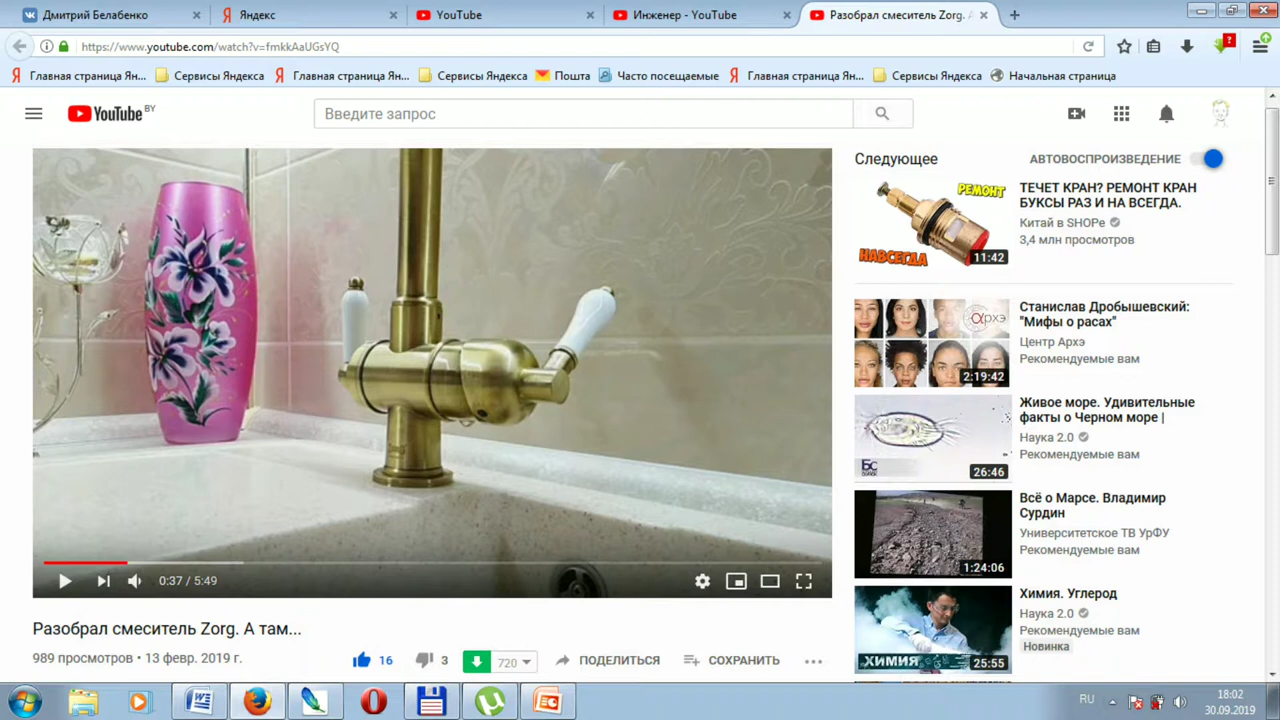 Дмитрий Белабенко
Яндекс
YouTube
Инженер - YouTube
Разобрал смеситель Zorg. А
https://www.youtube.com/watch?v=fmkkAaUGsYQ
Главная страница Ян...
Сервисы Яндекса
Главная страница Ян...
Сервисы Яндекса
Почта
Часто посещаемые
Главная страница Ян...
Сервисы Яндекса
Начальная страница
YouTube BY
Введите запрос
Следующее
АВТОВОСПРОИЗВЕДЕНИЕ
РЕМОНТ
НАВСЕГДА
11:42
ТЕЧЕТ КРАН? РЕМОНТ КРАН
БУКСЫ РАЗ И НА ВСЕГДА.
Китай в SHOPe
3,4 млн просмотров
архэ
2:19:42
Станислав Дробышевский:
"Мифы о расах"
Центр Архэ
Рекомендуемые вам
26:46
Живое море. Удивительные
факты о Черном море |
Наука 2.0
Рекомендуемые вам
1:24:06
Всё о Марсе. Владимир
Сурдин
Университетское ТВ УрФУ
Рекомендуемые вам
ХИМИЯ
25:55
Химия. Углерод
Наука 2.0
Рекомендуемые вам
Новинка
0:37 / 5:49
Разобрал смеситель Zorg. А там...
989 просмотров • 13 февр. 2019 г.
16
3
720
ПОДЕЛИТЬСЯ
СОХРАНИТЬ
RU
18:02
30.09.2019